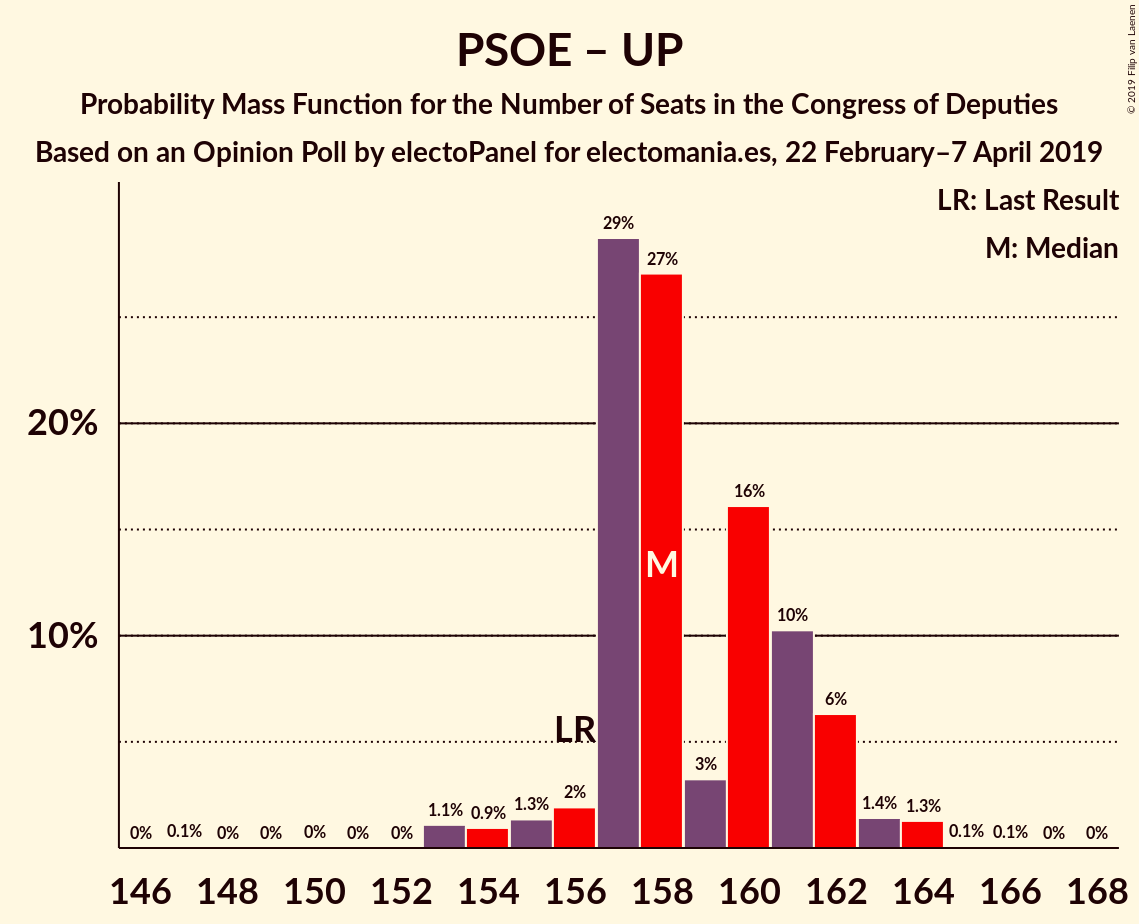 PSOE – UP
Probability Mass Function for the Number of Seats in the Congress of Deputies
Based on an Opinion Poll by electoPanel for electomania.es, 22 February–7 April 2019
© 2019 Filip van Laenen
LR: Last Result
M: Median
20%
10%
0% 0.1% 0% 0% 0% 0% 0% 1.1% 0.9% 1.3% 2% 29% 27% 3% 16% 10% 6% 1.4% 1.3% 0.1% 0.1% 0% 0%
LR
M
146 148 150 152 154 156 158 160 162 164 166 168